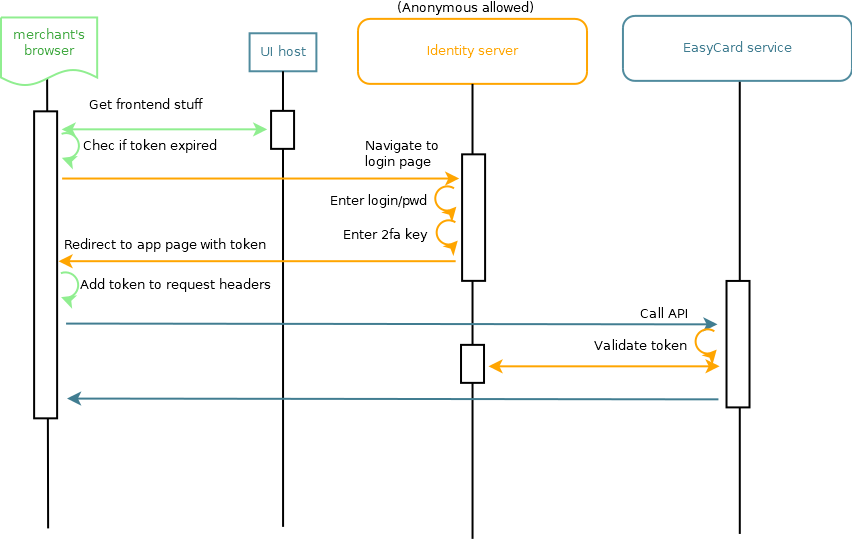 (Anonymous allowed)
merchant's
browser
UI host
Identity server
EasyCard service
Get frontend stuff
Chec if token expired
Navigate to
login page
Enter login/pwd
Enter 2fa key
Redirect to app page with token
Add token to request headers
Call API
Validate token